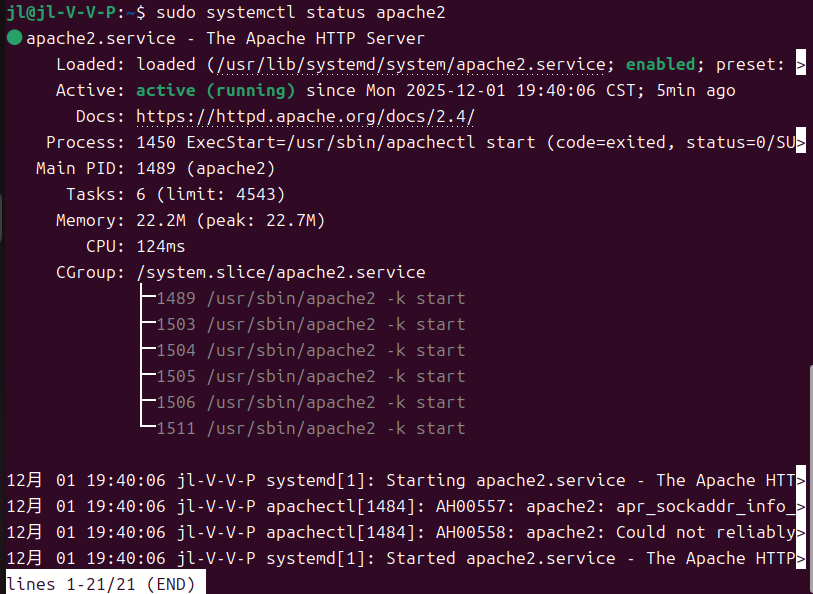 jl@jl-V-V-P:~$ sudo systemctl status apache2
apache2.service - The Apache HTTP Server
Loaded: loaded (/usr/lib/systemd/system/apache2.service; enabled; preset: >
Active: active (running) since Mon 2025-12-01 19:40:06 CST; 5min ago
Docs: https://httpd.apache.org/docs/2.4/
Process: 1450 ExecStart=/usr/sbin/apachectl start (code=exited, status=0/SU>
Main PID: 1489 (apache2)
Tasks: 6 (limit: 4543)
Memory: 22.2M (peak: 22.7M)
CPU: 124ms
CGroup: /system.slice/apache2.service
├─1489 /usr/sbin/apache2 -k start
├─1503 /usr/sbin/apache2 -k start
├─1504 /usr/sbin/apache2 -k start
├─1505 /usr/sbin/apache2 -k start
├─1506 /usr/sbin/apache2 -k start
└─1511 /usr/sbin/apache2 -k start
12月 01 19:40:06 jl-V-V-P systemd[1]: Starting apache2.service - The Apache HTT>
12月 01 19:40:06 jl-V-V-P apachectl[1484]: AH00557: apache2: apr_sockaddr_info_>
12月 01 19:40:06 jl-V-V-P apachectl[1484]: AH00558: apache2: Could not reliably>
12月 01 19:40:06 jl-V-V-P systemd[1]: Started apache2.service - The Apache HTTP>
lines 1-21/21 (END)